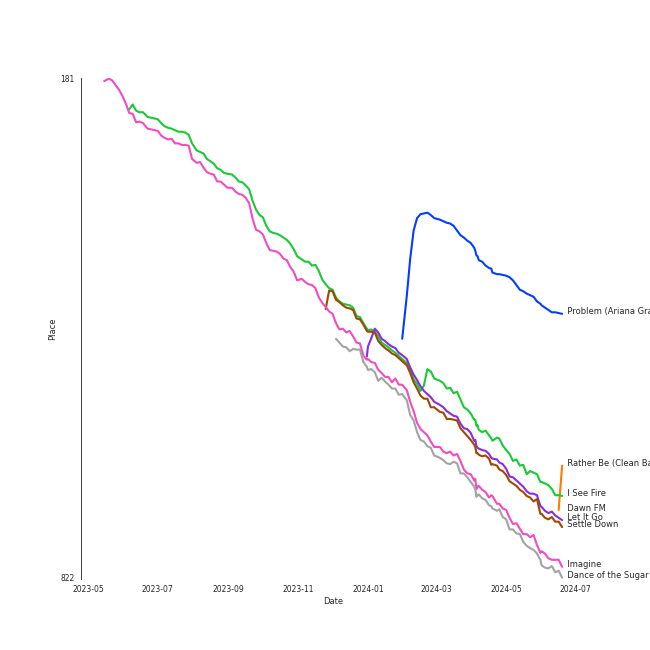 181
Place
822
2023-05 2023-07 2023-09 2023-11 2024-01 2024-03 2024-05 2024-07
Date
Problem (Ariana Gra
Rather Be (Clean Ba
I See Fire
Dawn FM
Let It Go
Settle Down
Imagine
Dance of the Sugar